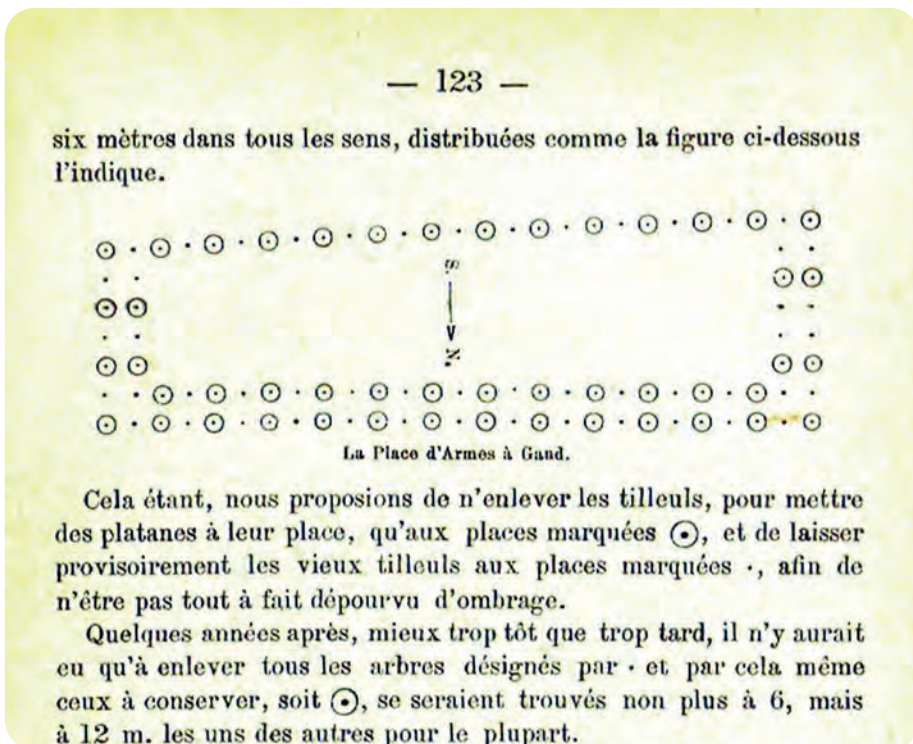 — 123 —
six mètres dans tous les sens, distribuées comme la figure ci-dessous
l'indique.
S.
N.
La Place d'Armes à Gand.
Cela étant, nous proposions de n'enlever les tilleuls, pour mettre
des platanes à leur place, qu'aux places marquées ⊙, et de laisser
provisoirement les vieux tilleuls aux places marquées ·, afin de
n'être pas tout à fait dépourvu d'ombrage.
Quelques années après, mieux trop tôt que trop tard, il n'y aurait
eu qu'à enlever tous les arbres désignés par · et par cela même
ceux à conserver, soit ⊙, se seraient trouvés non plus à 6, mais
à 12 m. les uns des autres pour le plupart.